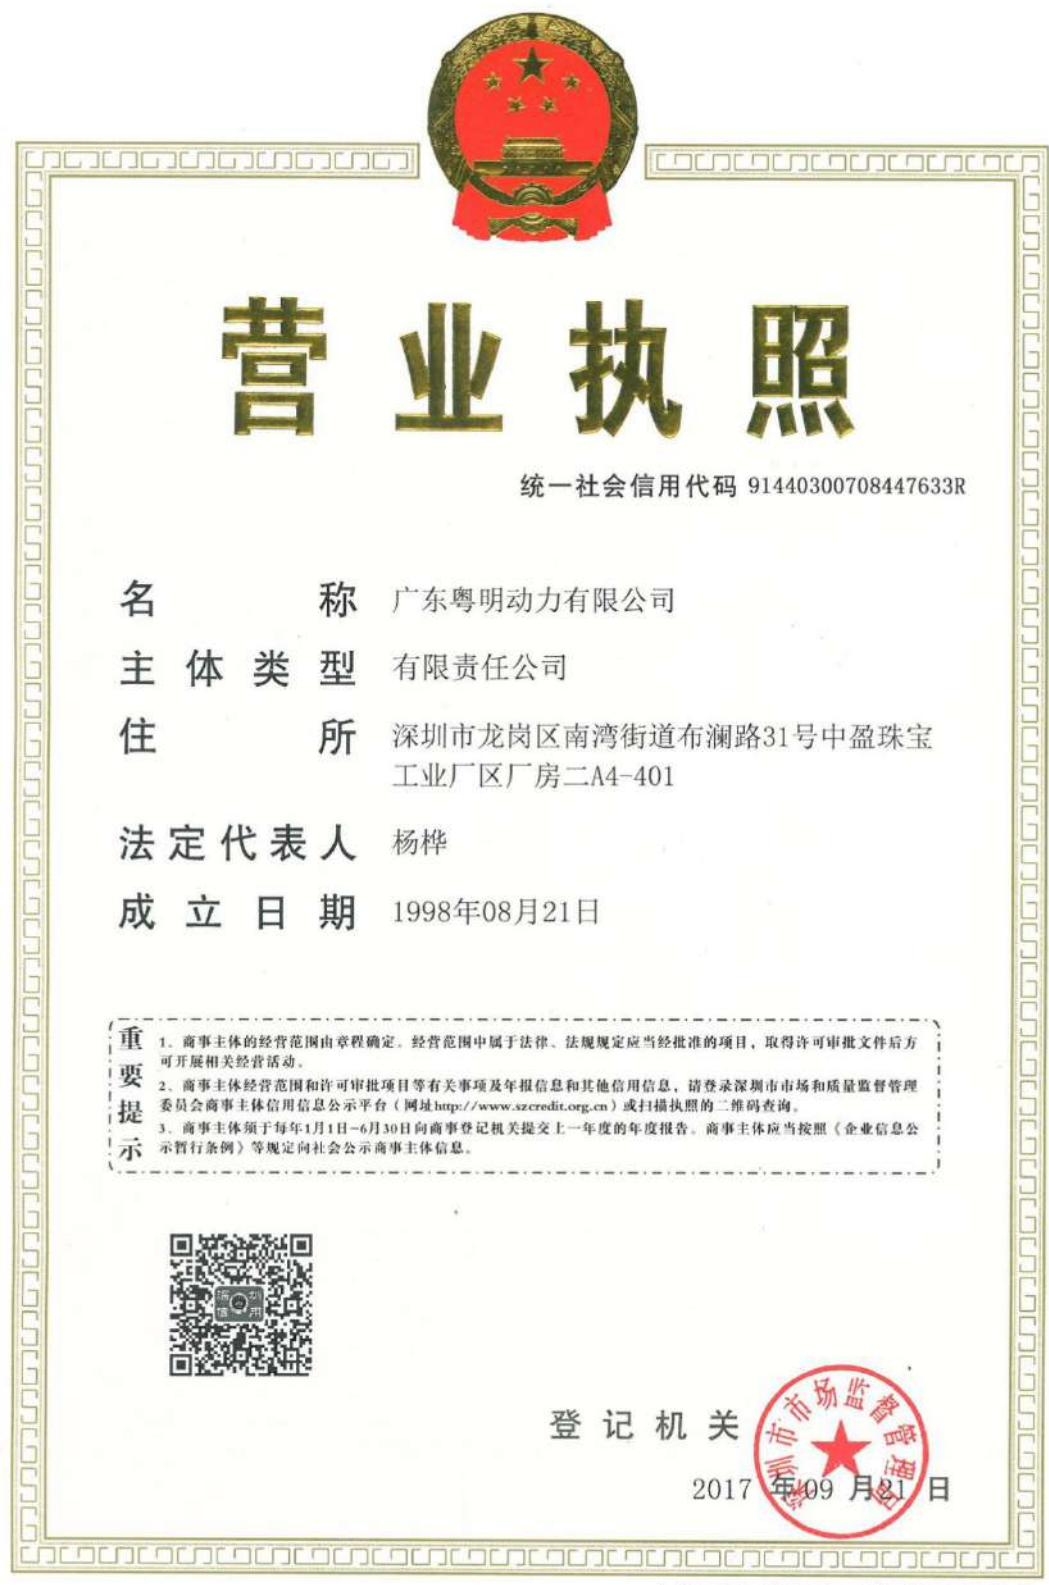 营业执照
统一社会信用代码 91440300708447633R
名称 广东粤明动力有限公司
主体类型 有限责任公司
住所 深圳市龙岗区南湾街道布澜路31号中盈珠宝
工业厂区厂房二A4-401
法定代表人 杨桦
成立日期 1998年08月21日
重要提示
1、商事主体的经营范围由章程确定。经营范围中属于法律、法规规定应当经批准的项目，取得许可审批文件后方
可开展相关经营活动。
2、商事主体经营范围和许可审批项目等有关事项及年报信息和其他信用信息，请登录深圳市市场和质量监督管理
委员会商事主体信用信息公示平台（网址http://www.szcredit.org.cn）或扫描执照的二维码查询。
3、商事主体须于每年1月1日-6月30日向商事登记机关提交上一年度的年度报告。商事主体应当按照《企业信息公
示暂行条例》等规定向社会公示商事主体信息。
深圳
信用
登记机关
深圳市市场监督管理局
2017 年09 月21 日